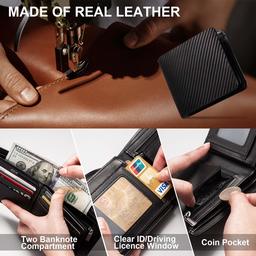 MADE OF REAL LEATHER
Two Banknote
Compartment
Clear ID/Driving
Licence Window
Coin Pocket